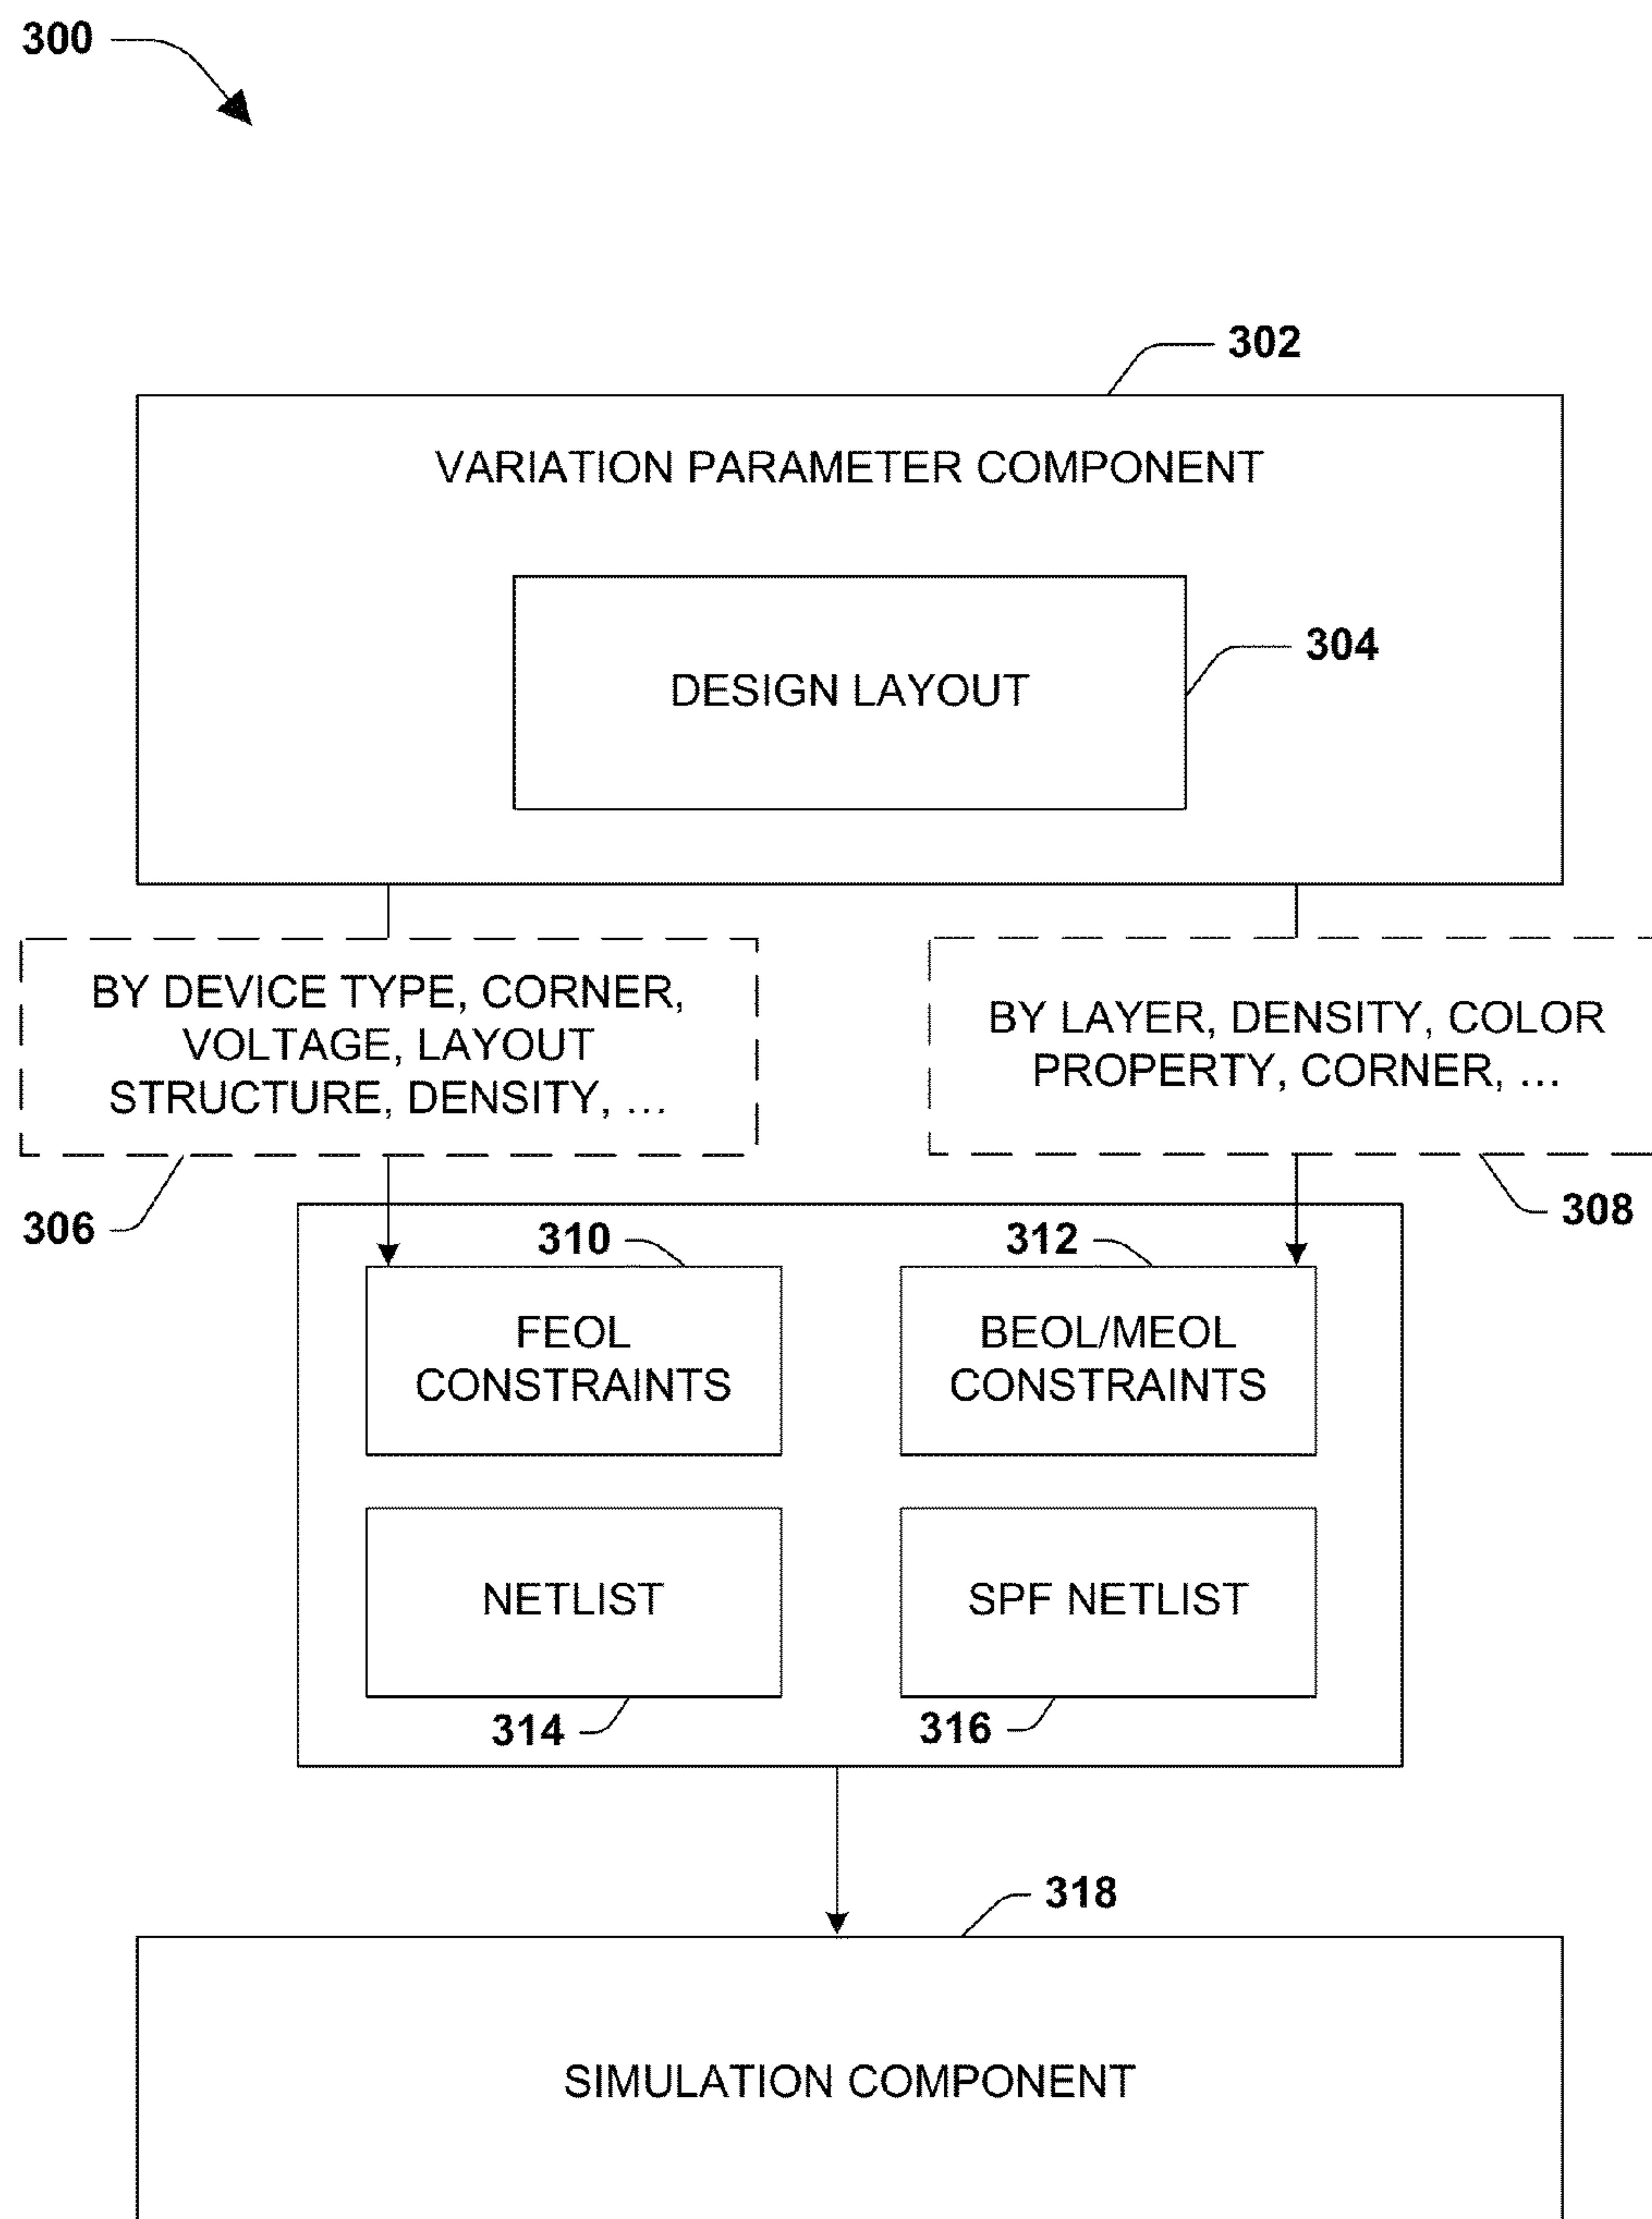 300
302
VARIATION PARAMETER COMPONENT
304
DESIGN LAYOUT
BY DEVICE TYPE, CORNER,
VOLTAGE, LAYOUT
STRUCTURE, DENSITY, ...
BY LAYER, DENSITY, COLOR
PROPERTY, CORNER, ...
306
308
310
312
FEOL
CONSTRAINTS
BEOL/MEOL
CONSTRAINTS
NETLIST
SPF NETLIST
314
316
318
SIMULATION COMPONENT